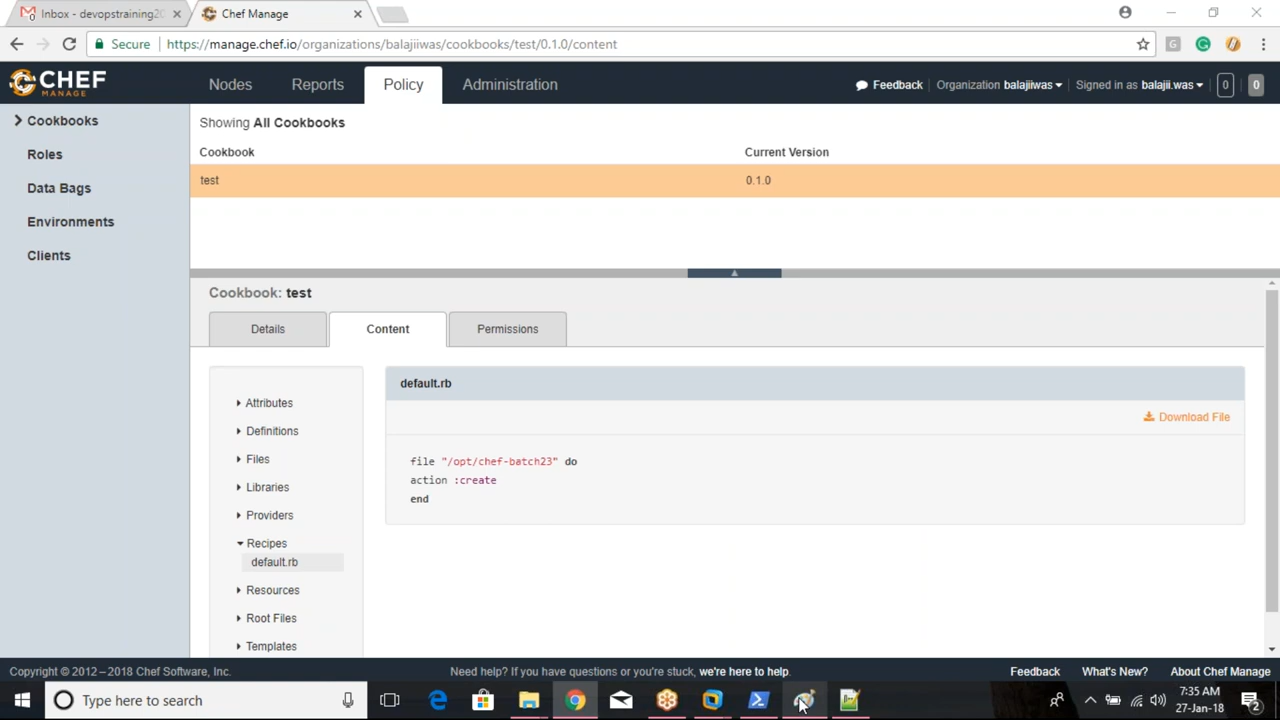 Inbox - devopstraining20
Chef Manage
Secure
https://manage.chef.io/organizations/balajiiwas/cookbooks/test/0.1.0/content
CHEF
MANAGE
Nodes
Reports
Policy
Administration
Feedback
Organization balajiiwas
Signed in as balajii.was
0
0
Cookbooks
Roles
Data Bags
Environments
Clients
Showing All Cookbooks
Cookbook
Current Version
test
0.1.0
Cookbook: test
Details
Content
Permissions
Attributes
Definitions
Files
Libraries
Providers
Recipes
default.rb
Resources
Root Files
Templates
default.rb
Download File
file "/opt/chef-batch23" do
action :create
end
Copyright © 2012 – 2018 Chef Software, Inc.
Need help? If you have questions or you're stuck, we're here to help.
Feedback
What's New?
About Chef Manage
Type here to search
7:35 AM
27-Jan-18
2